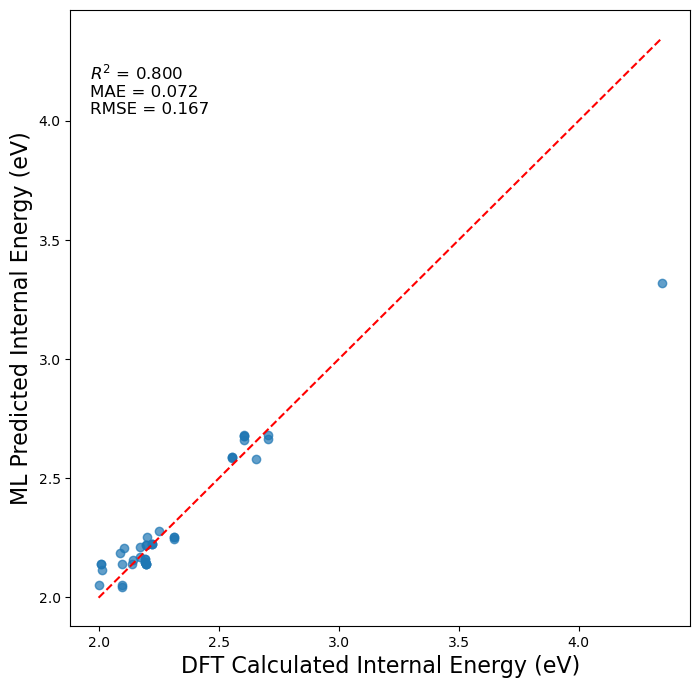 R² = 0.800
MAE = 0.072
RMSE = 0.167
ML Predicted Internal Energy (eV)
4.0
3.5
3.0
2.5
2.0
2.0 2.5 3.0 3.5 4.0
DFT Calculated Internal Energy (eV)